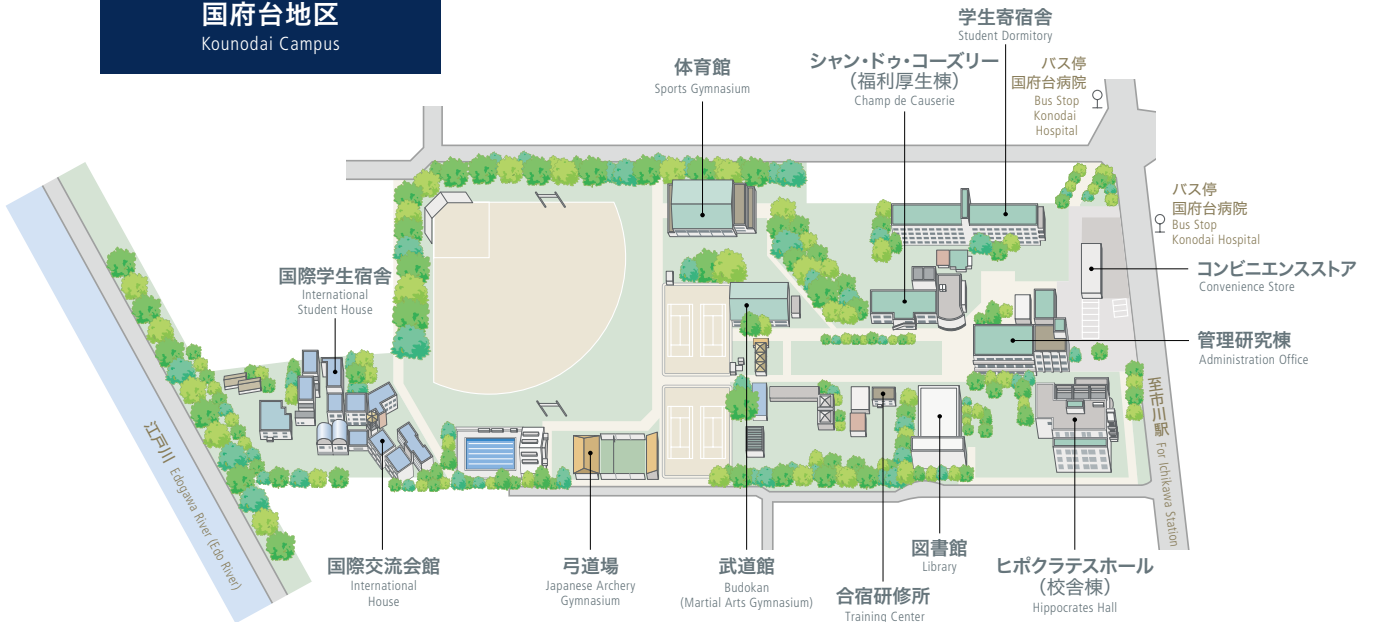 国府台地区
Kounodai Campus
学生寄宿舎
Student Dormitory
体育館
Sports Gymnasium
シャン・ドゥ・コーズリー
（福利厚生棟）
Champ de Causerie
バス停
国府台病院
Bus Stop
Konodai
Hospital
バス停
国府台病院
Bus Stop
Konodai Hospital
国際学生宿舎
International
Student House
コンビニエンスストア
Convenience Store
管理研究棟
Administration Office
至市川駅 For Ichikawa Station
江戸川 Edogawa River (Edo River)
国際交流会館
International
House
弓道場
Japanese Archery
Gymnasium
武道館
Budokan
(Martial Arts Gymnasium)
合宿研修所
Training Center
図書館
Library
ヒポクラテスホール
（校舎棟）
Hippocrates Hall